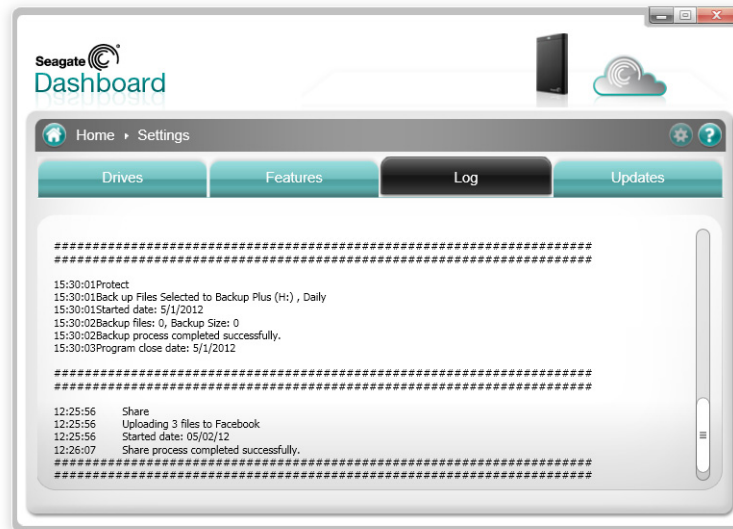 Seagate
Dashboard
Home ▸ Settings
Drives Features Log Updates
######################################################################
######################################################################
15:30:01Protect
15:30:01Back up Files Selected to Backup Plus (H:) , Daily
15:30:01Started date: 5/1/2012
15:30:02Backup files: 0, Backup Size: 0
15:30:02Backup process completed successfully.
15:30:03Program close date: 5/1/2012
######################################################################
######################################################################
12:25:56 Share
12:25:56 Uploading 3 files to Facebook
12:25:56 Started date: 05/02/12
12:26:07 Share process completed successfully.
######################################################################
######################################################################